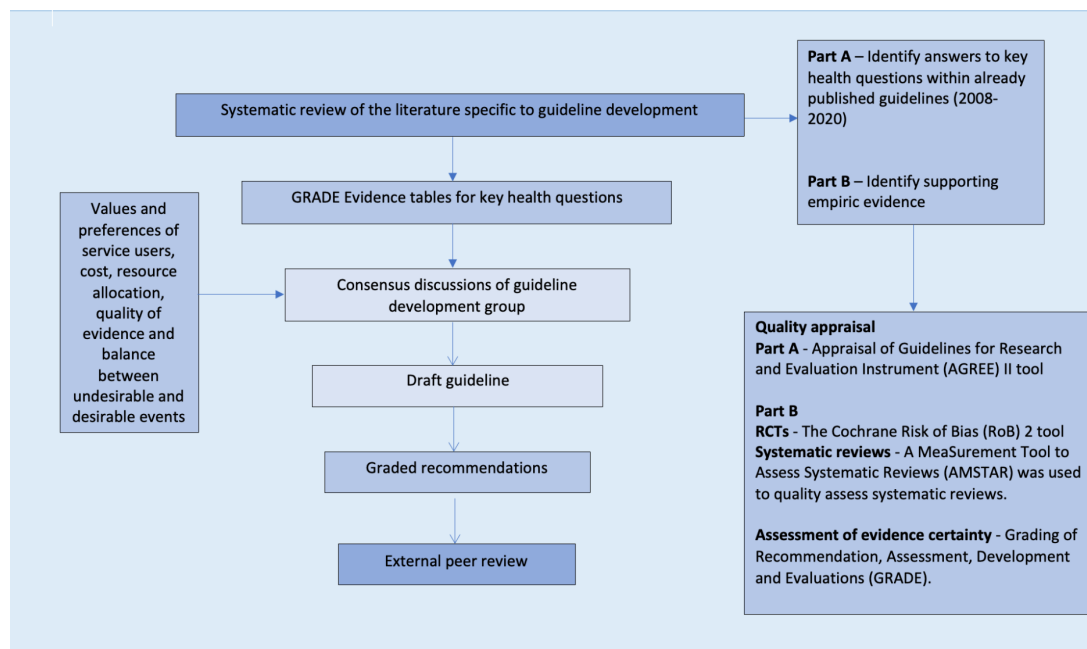 Systematic review of the literature specific to guideline development
Part A – Identify answers to key
health questions within already
published guidelines (2008-
2020)
Part B – Identify supporting
empiric evidence
GRADE Evidence tables for key health questions
Values and
preferences of
service users,
cost, resource
allocation,
quality of
evidence and
balance
between
undesirable and
desirable events
Consensus discussions of guideline
development group
Draft guideline
Graded recommendations
External peer review
Quality appraisal
Part A - Appraisal of Guidelines for Research
and Evaluation Instrument (AGREE) II tool
Part B
RCTs - The Cochrane Risk of Bias (RoB) 2 tool
Systematic reviews - A MeaSurement Tool to
Assess Systematic Reviews (AMSTAR) was used
to quality assess systematic reviews.
Assessment of evidence certainty - Grading of
Recommendation, Assessment, Development
and Evaluations (GRADE).